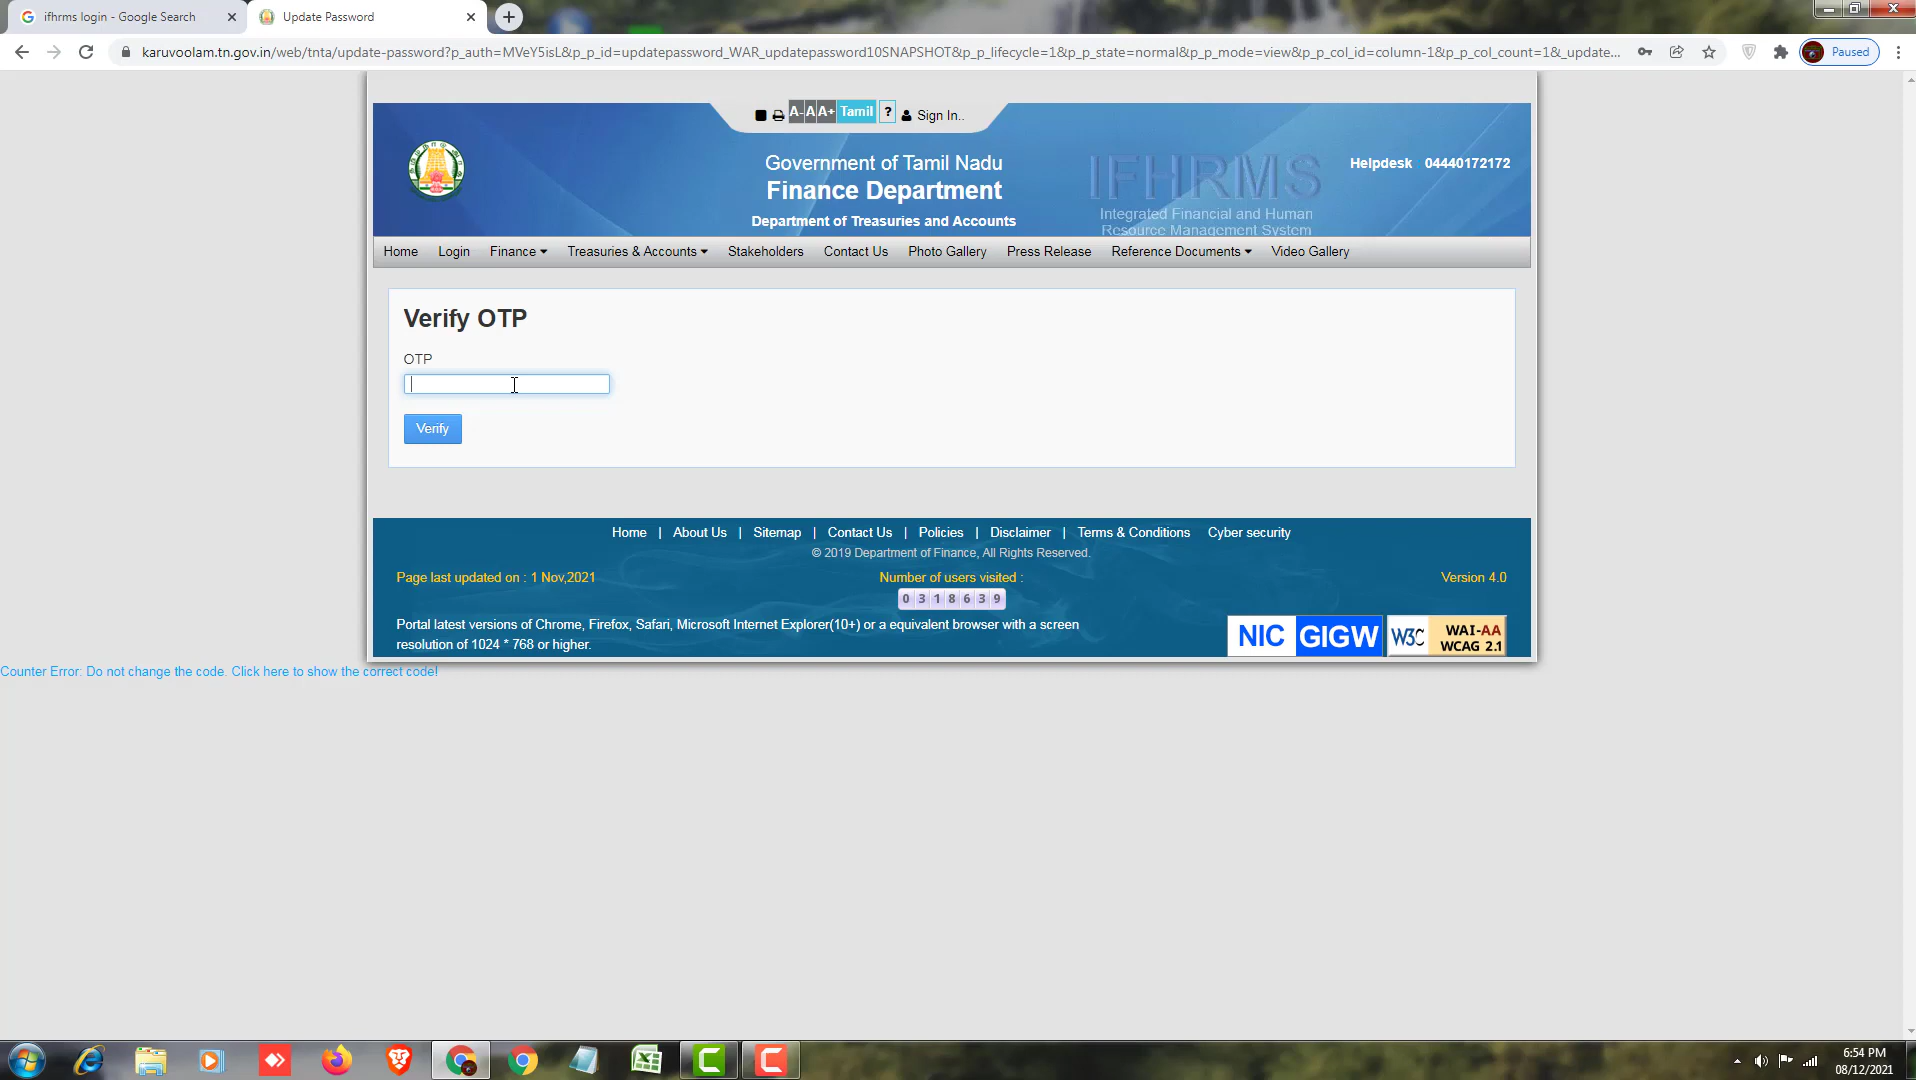 ifhrms login - Google Search
Update Password
karuvoolam.tn.gov.in/web/tnta/update-password?p_auth=MVeY5isL&p_p_id=updatepassword_WAR_updatepassword10SNAPSHOT&p_p_lifecycle=1&p_p_state=normal&p_p_mode=view&p_p_col_id=column-1&p_p_col_count=1&_update...
Paused
A- A A+ Tamil ? Sign In..
Government of Tamil Nadu
Finance Department
Department of Treasuries and Accounts
IFHRMS
Integrated Financial and Human
Resource Management System
Helpdesk 04440172172
Home Login Finance Treasuries & Accounts Stakeholders Contact Us Photo Gallery Press Release Reference Documents Video Gallery
Verify OTP
OTP
Verify
Home | About Us | Sitemap | Contact Us | Policies | Disclaimer | Terms & Conditions Cyber security
© 2019 Department of Finance, All Rights Reserved.
Page last updated on : 1 Nov,2021
Number of users visited :
Version 4.0
0 3 1 8 6 3 9
Portal latest versions of Chrome, Firefox, Safari, Microsoft Internet Explorer(10+) or a equivalent browser with a screen
resolution of 1024 * 768 or higher.
NIC GIGW
W3C WAI-AA
WCAG 2.1
Counter Error: Do not change the code. Click here to show the correct code!
6:54 PM
08/12/2021